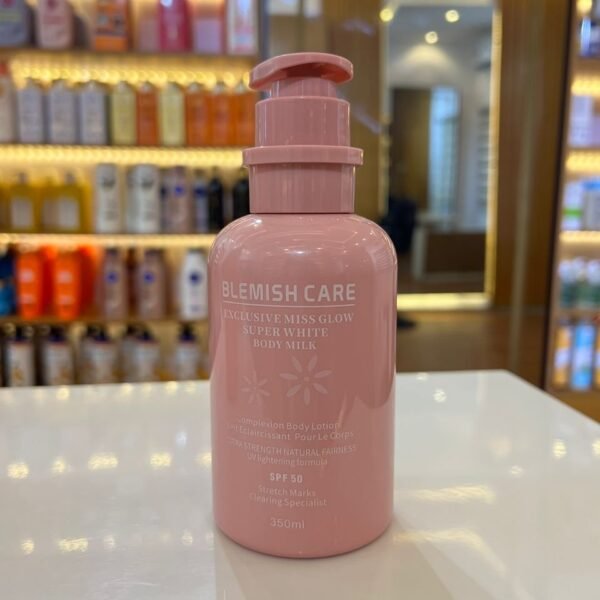 BLEMISH CARE
EXCLUSIVE MISS GLOW
SUPER WHITE
BODY MILK
Complexion Body Lotion
Lait Eclaircissant Pour Le Corps
EXTRA STRENGTH NATURAL FAIRNESS
UV lightening formula
SPF 50
Stretch Marks
Clearing Specialist
350ml